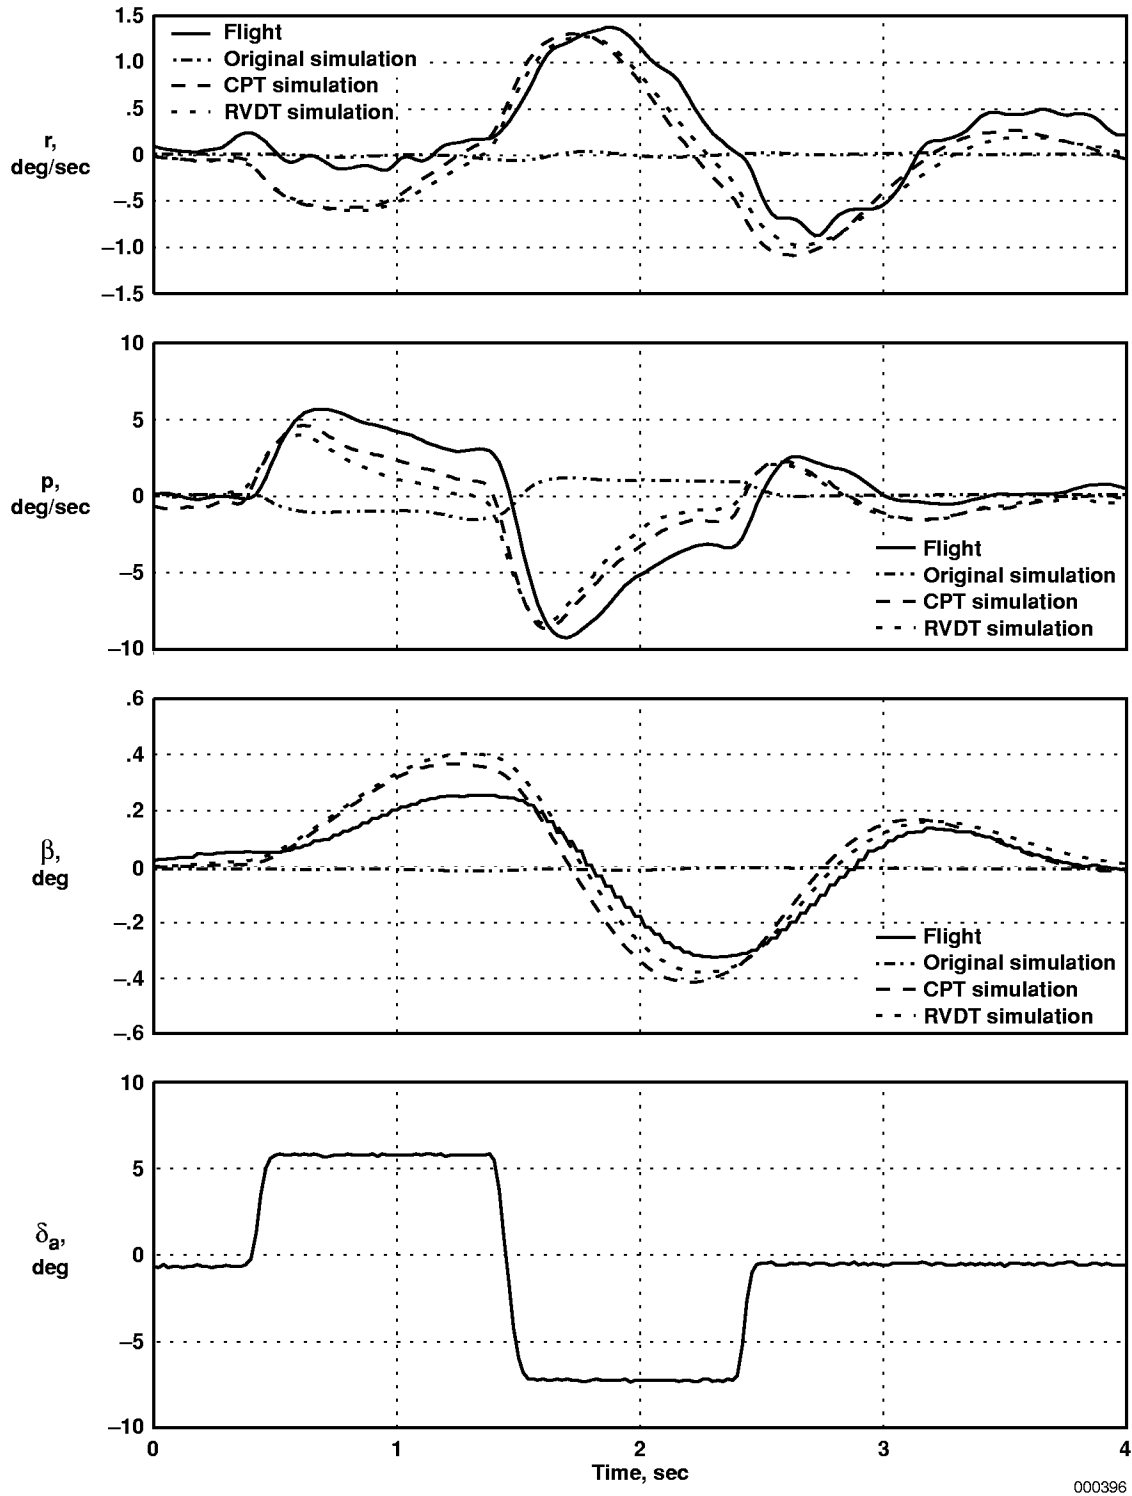 1.5
1.0
.5
0
–.5
–1.0
–1.5
r,
deg/sec
Flight
Original simulation
CPT simulation
RVDT simulation
10
5
0
–5
–10
p,
deg/sec
Flight
Original simulation
CPT simulation
RVDT simulation
.6
.4
.2
0
–.2
–.4
–.6
β,
deg
Flight
Original simulation
CPT simulation
RVDT simulation
10
5
0
–5
–10
δa,
deg
0 1 2 3 4
Time, sec
000396